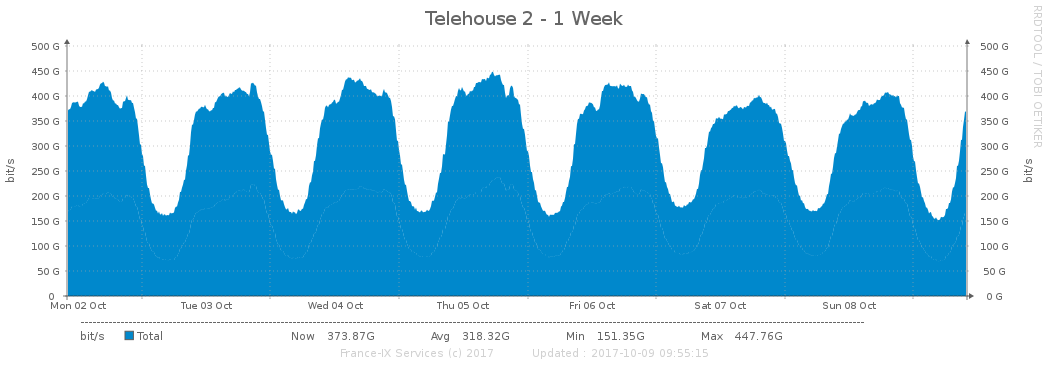 Telehouse 2 - 1 Week
RRDTOOL / TOBI OETIKER
bit/s
500 G
450 G
400 G
350 G
300 G
250 G
200 G
150 G
100 G
50 G
0
500 G
450 G
400 G
350 G
300 G
250 G
200 G
150 G
100 G
50 G
0 G
bit/s
Mon 02 Oct Tue 03 Oct Wed 04 Oct Thu 05 Oct Fri 06 Oct Sat 07 Oct Sun 08 Oct
bit/s Total Now 373.87G Avg 318.32G Min 151.35G Max 447.76G
France-IX Services (c) 2017 Updated : 2017-10-09 09:55:15